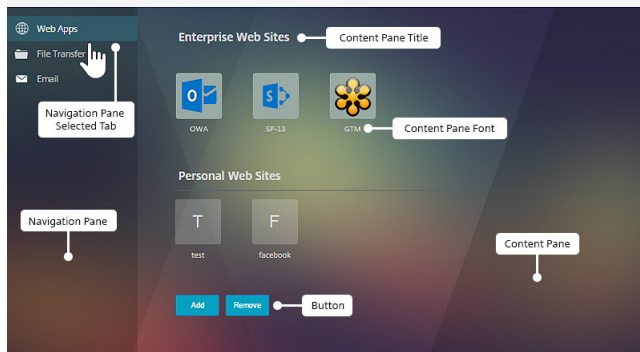 Web Apps
File Transfer
Email
Navigation Pane
Selected Tab
Navigation Pane
Enterprise Web Sites
Content Pane Title
OWA
SP-13
GTM
Content Pane Font
Personal Web Sites
T
F
test
facebook
Content Pane
Add
Remove
Button